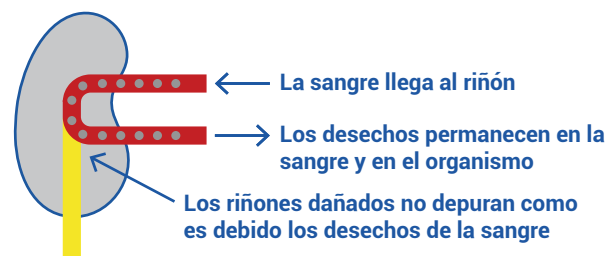 La sangre llega al riñón
Los desechos permanecen en la
sangre y en el organismo
Los riñones dañados no depuran como
es debido los desechos de la sangre